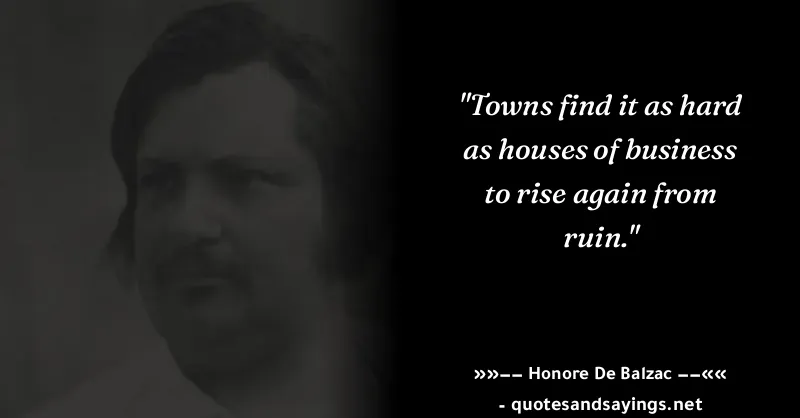 "Towns find it as hard
as houses of business
to rise again from
ruin."
»»–– Honore De Balzac ––««
- quotesandsayings.net